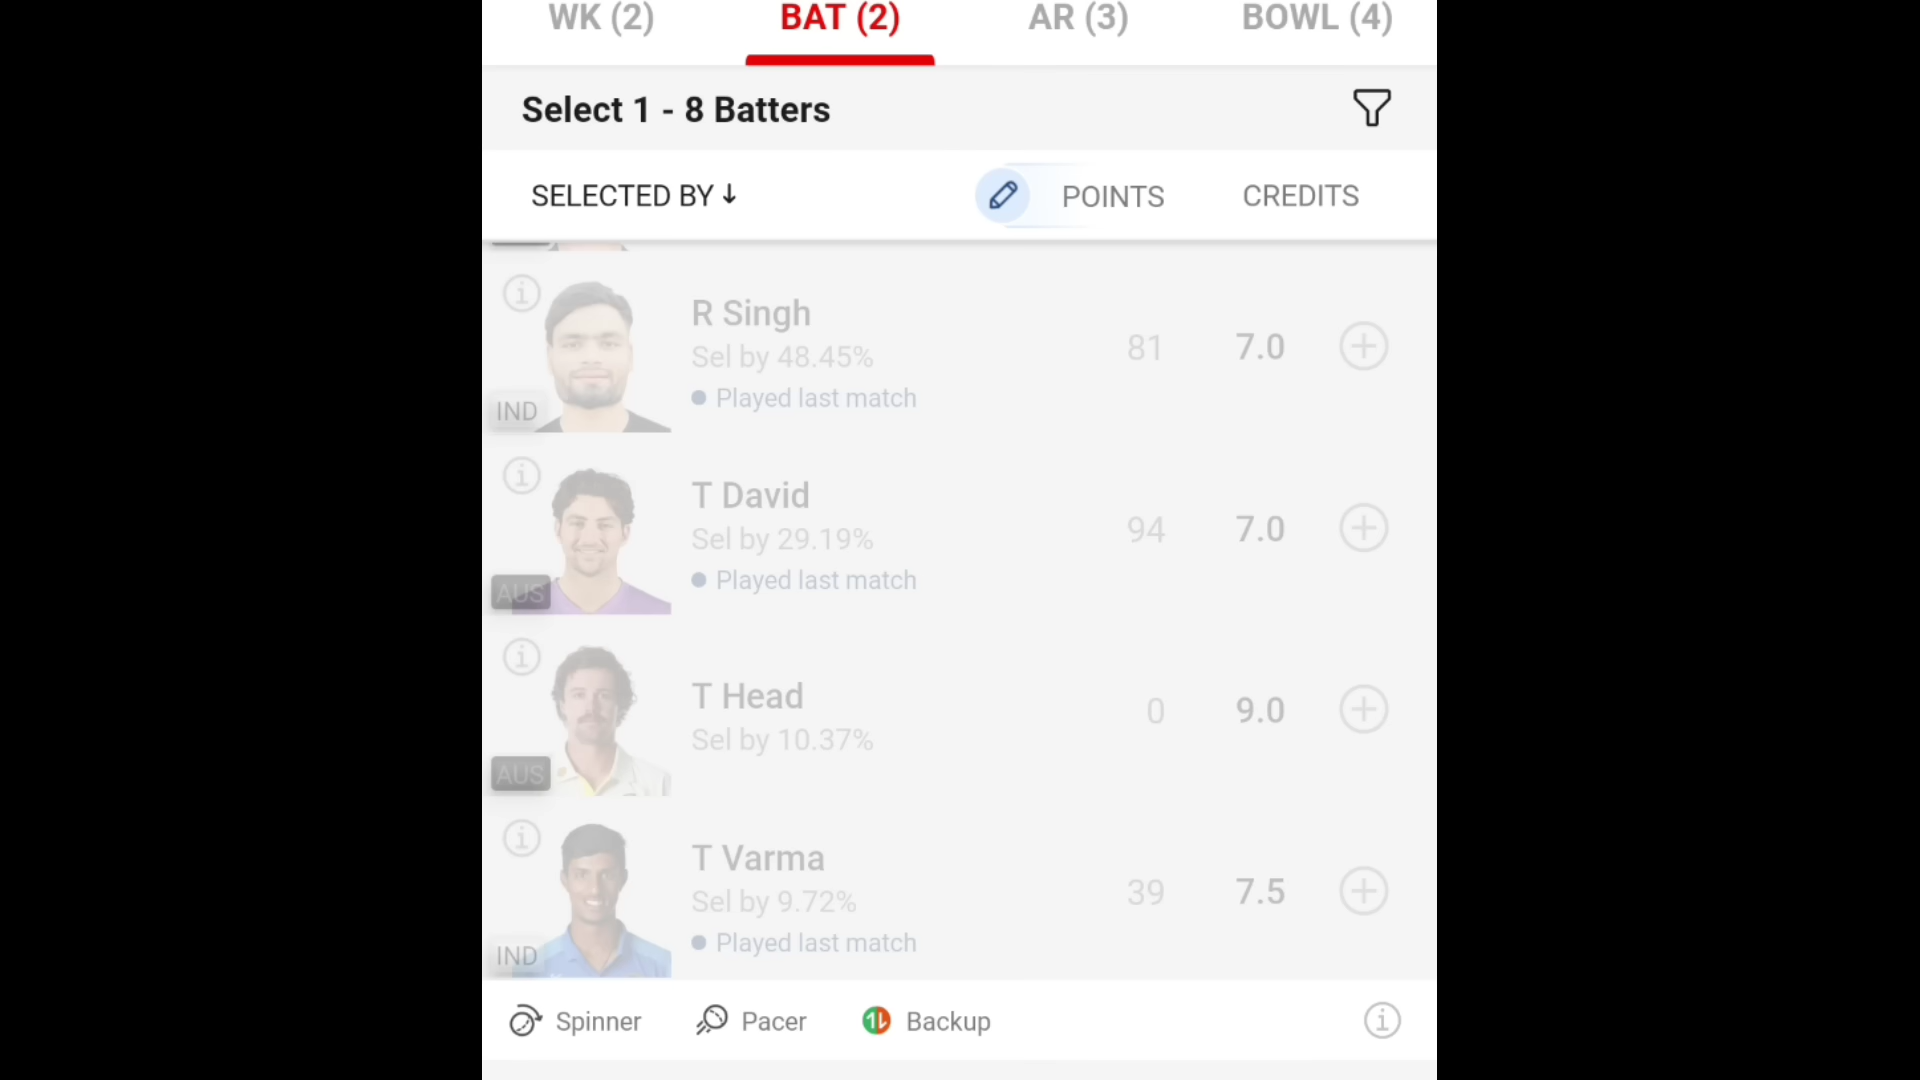 WK (2) BAT (2) AR (3) BOWL (4)
Select 1 - 8 Batters
SELECTED BY ↓ POINTS CREDITS
R Singh
Sel by 48.45% 81 7.0
Played last match
IND
T David
Sel by 29.19% 94 7.0
Played last match
AUS
T Head
Sel by 10.37% 0 9.0
AUS
T Varma
Sel by 9.72% 39 7.5
Played last match
IND
Spinner Pacer Backup